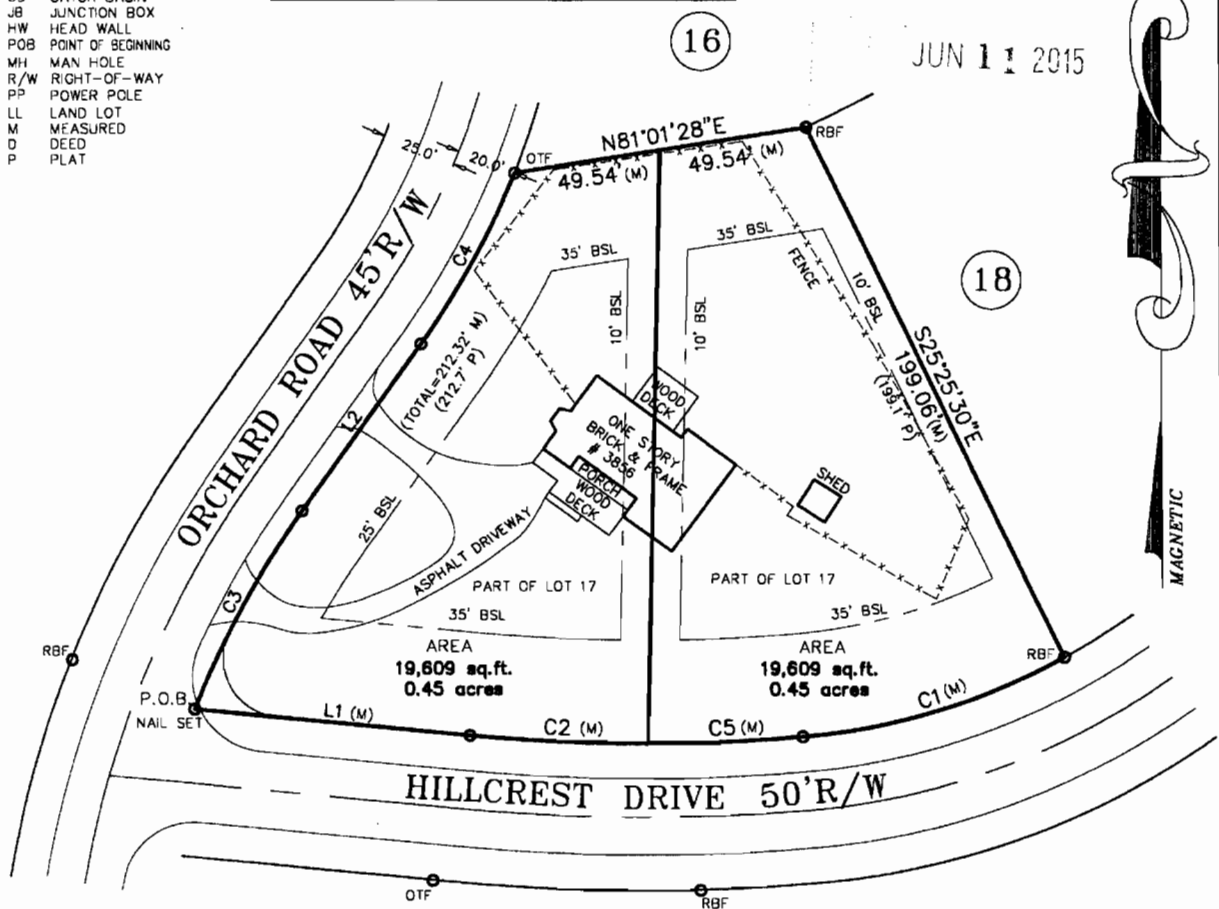 JB JUNCTION BOX
HW HEAD WALL
POB POINT OF BEGINNING
MH MAN HOLE
R/W RIGHT-OF-WAY
PP POWER POLE
LL LAND LOT
M MEASURED
D DEED
P PLAT
16
JUN 11 2015
N81°01'28"E
RBF
OTF
25.0'
20.0'
49.54' (M)
49.54' (M)
ORCHARD ROAD 45'R/W
C4
35' BSL
35' BSL
FENCE
18
10' BSL
10' BSL
10' BSL
S25°25'30"E
199.06'(M)
(199.1' P)
(TOTAL=212.32' M)
(212.7' P)
L2
WOOD
DECK
ONE STORY
BRICK & FRAME
# 3856
PORCH
WOOD
DECK
SHED
25' BSL
ASPHALT DRIVEWAY
MAGNETIC
C3
PART OF LOT 17
PART OF LOT 17
35' BSL
35' BSL
RBF
AREA
19,609 sq.ft.
0.45 acres
AREA
19,609 sq.ft.
0.45 acres
RBF
P.O.B.
NAIL SET
L1 (M)
C2 (M)
C5 (M)
C1 (M)
HILLCREST DRIVE 50'R/W
OTF
RBF